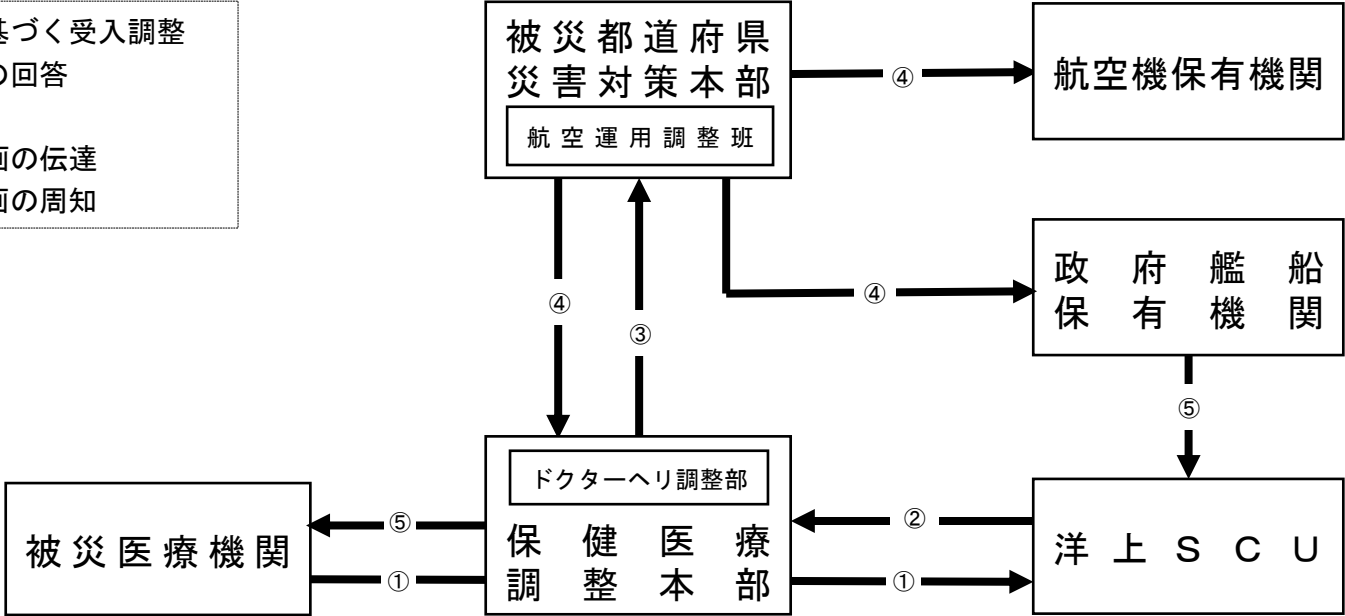 基づく受入調整
の回答
画の伝達
画の周知
被災都道府県
災害対策本部
航空運用調整班
④
航空機保有機関
④
③
④
政府艦船
保有機関
⑤
ドクターヘリ調整部
保健医療
調整本部
被災医療機関
⑤
①
②
①
洋上ＳＣＵ